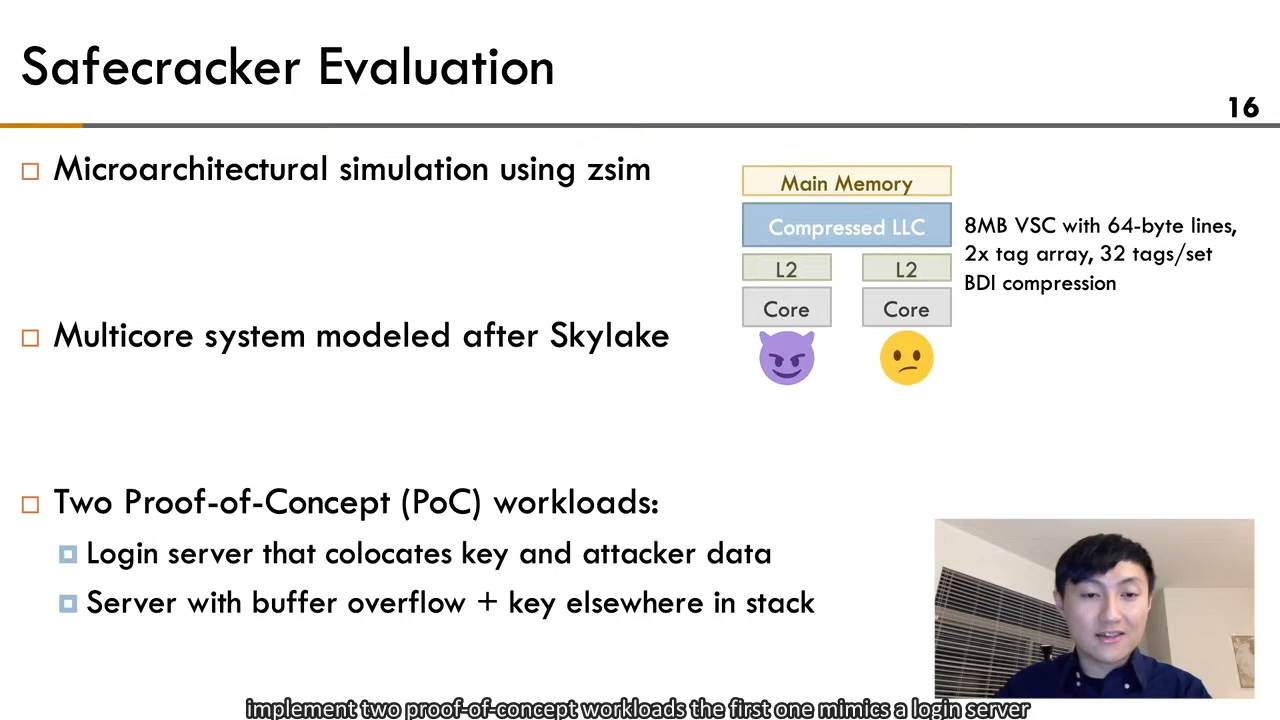 Safecracker Evaluation
16
Microarchitectural simulation using zsim
Main Memory
Compressed LLC
8MB VSC with 64-byte lines,
2x tag array, 32 tags/set
BDI compression
L2
L2
Core
Core
Multicore system modeled after Skylake
Two Proof-of-Concept (PoC) workloads:
Login server that colocates key and attacker data
Server with buffer overflow + key elsewhere in stack
implement two proof-of-concept workloads the first one mimics a login server